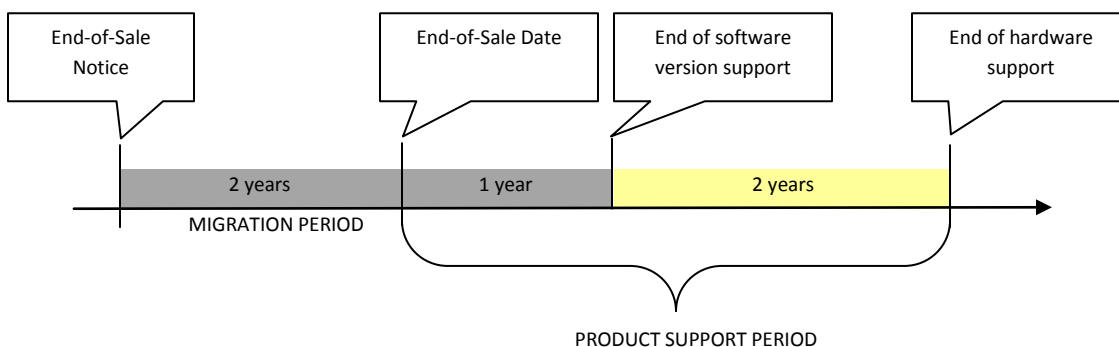 End-of-Sale
Notice
End-of-Sale Date
End of software
version support
End of hardware
support
2 years
1 year
2 years
MIGRATION PERIOD
PRODUCT SUPPORT PERIOD